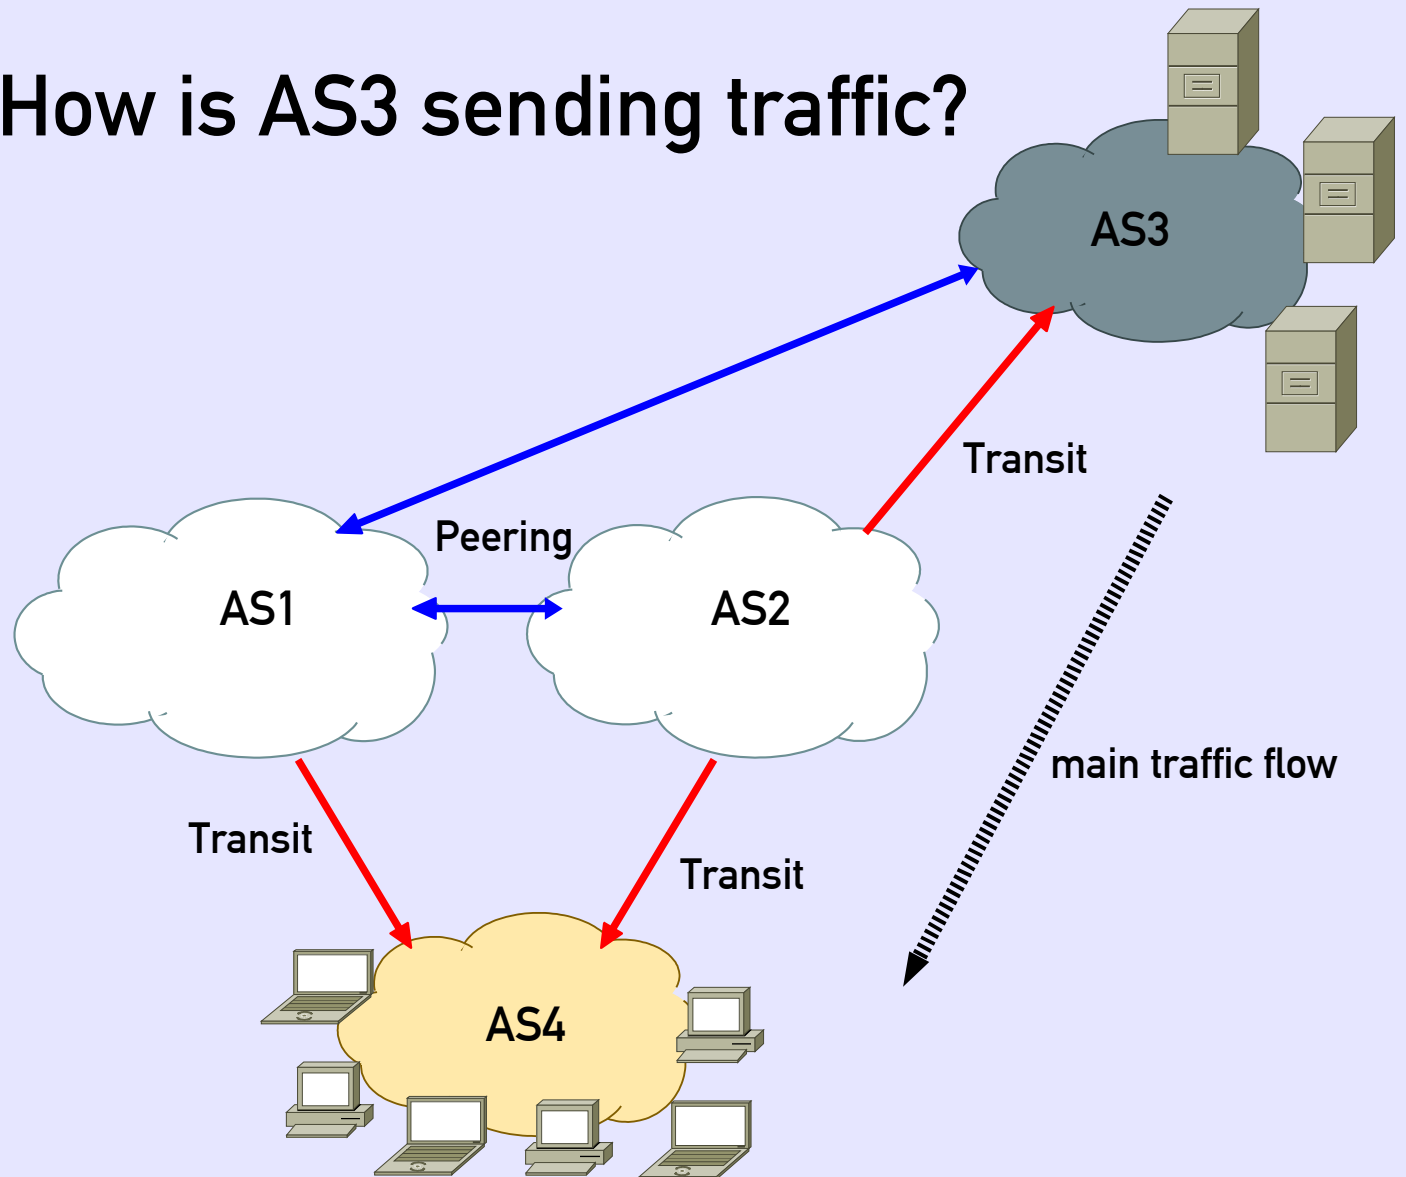 How is AS3 sending traffic?
AS3
Transit
Peering
AS1
AS2
main traffic flow
Transit
Transit
AS4